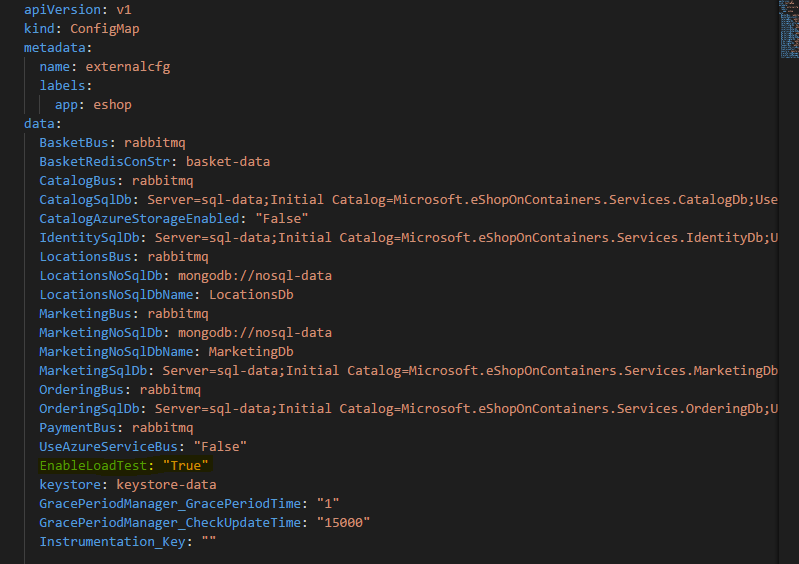 apiVersion: v1
kind: ConfigMap
metadata:
name: externalcfg
labels:
app: eshop
data:
BasketBus: rabbitmq
BasketRedisConStr: basket-data
CatalogBus: rabbitmq
CatalogSqlDb: Server=sql-data;Initial Catalog=Microsoft.eShopOnContainers.Services.CatalogDb;Use
CatalogAzureStorageEnabled: "False"
IdentitySqlDb: Server=sql-data;Initial Catalog=Microsoft.eShopOnContainers.Services.IdentityDb;U
LocationsBus: rabbitmq
LocationsNoSqlDb: mongodb://nosql-data
LocationsNoSqlDbName: LocationsDb
MarketingBus: rabbitmq
MarketingNoSqlDb: mongodb://nosql-data
MarketingNoSqlDbName: MarketingDb
MarketingSqlDb: Server=sql-data;Initial Catalog=Microsoft.eShopOnContainers.Services.MarketingDb
OrderingBus: rabbitmq
OrderingSqlDb: Server=sql-data;Initial Catalog=Microsoft.eShopOnContainers.Services.OrderingDb;U
PaymentBus: rabbitmq
UseAzureServiceBus: "False"
EnableLoadTest: "True"
keystore: keystore-data
GracePeriodManager_GracePeriodTime: "1"
GracePeriodManager_CheckUpdateTime: "15000"
Instrumentation_Key: ""